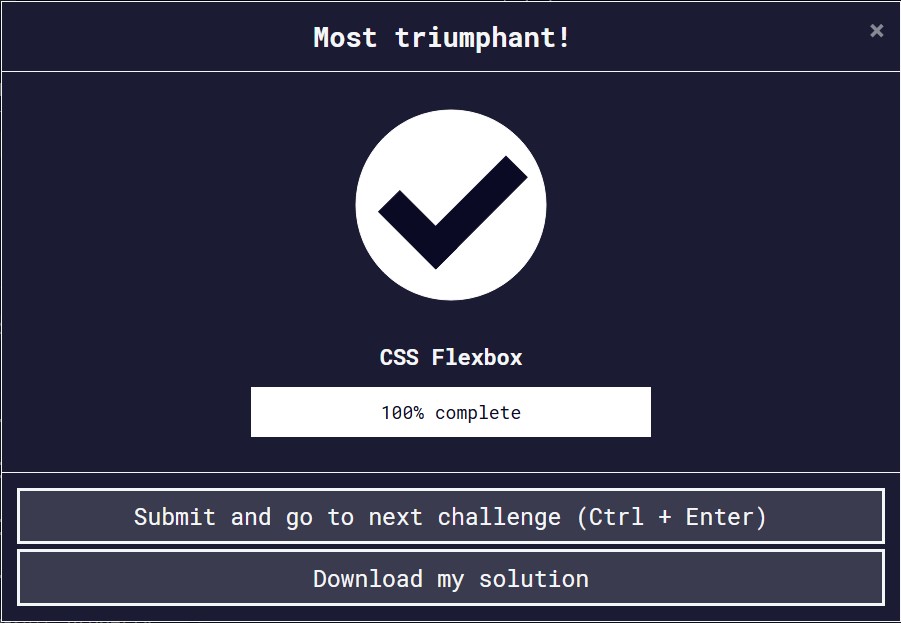 Most triumphant!
×
CSS Flexbox
100% complete
Submit and go to next challenge (Ctrl + Enter)
Download my solution